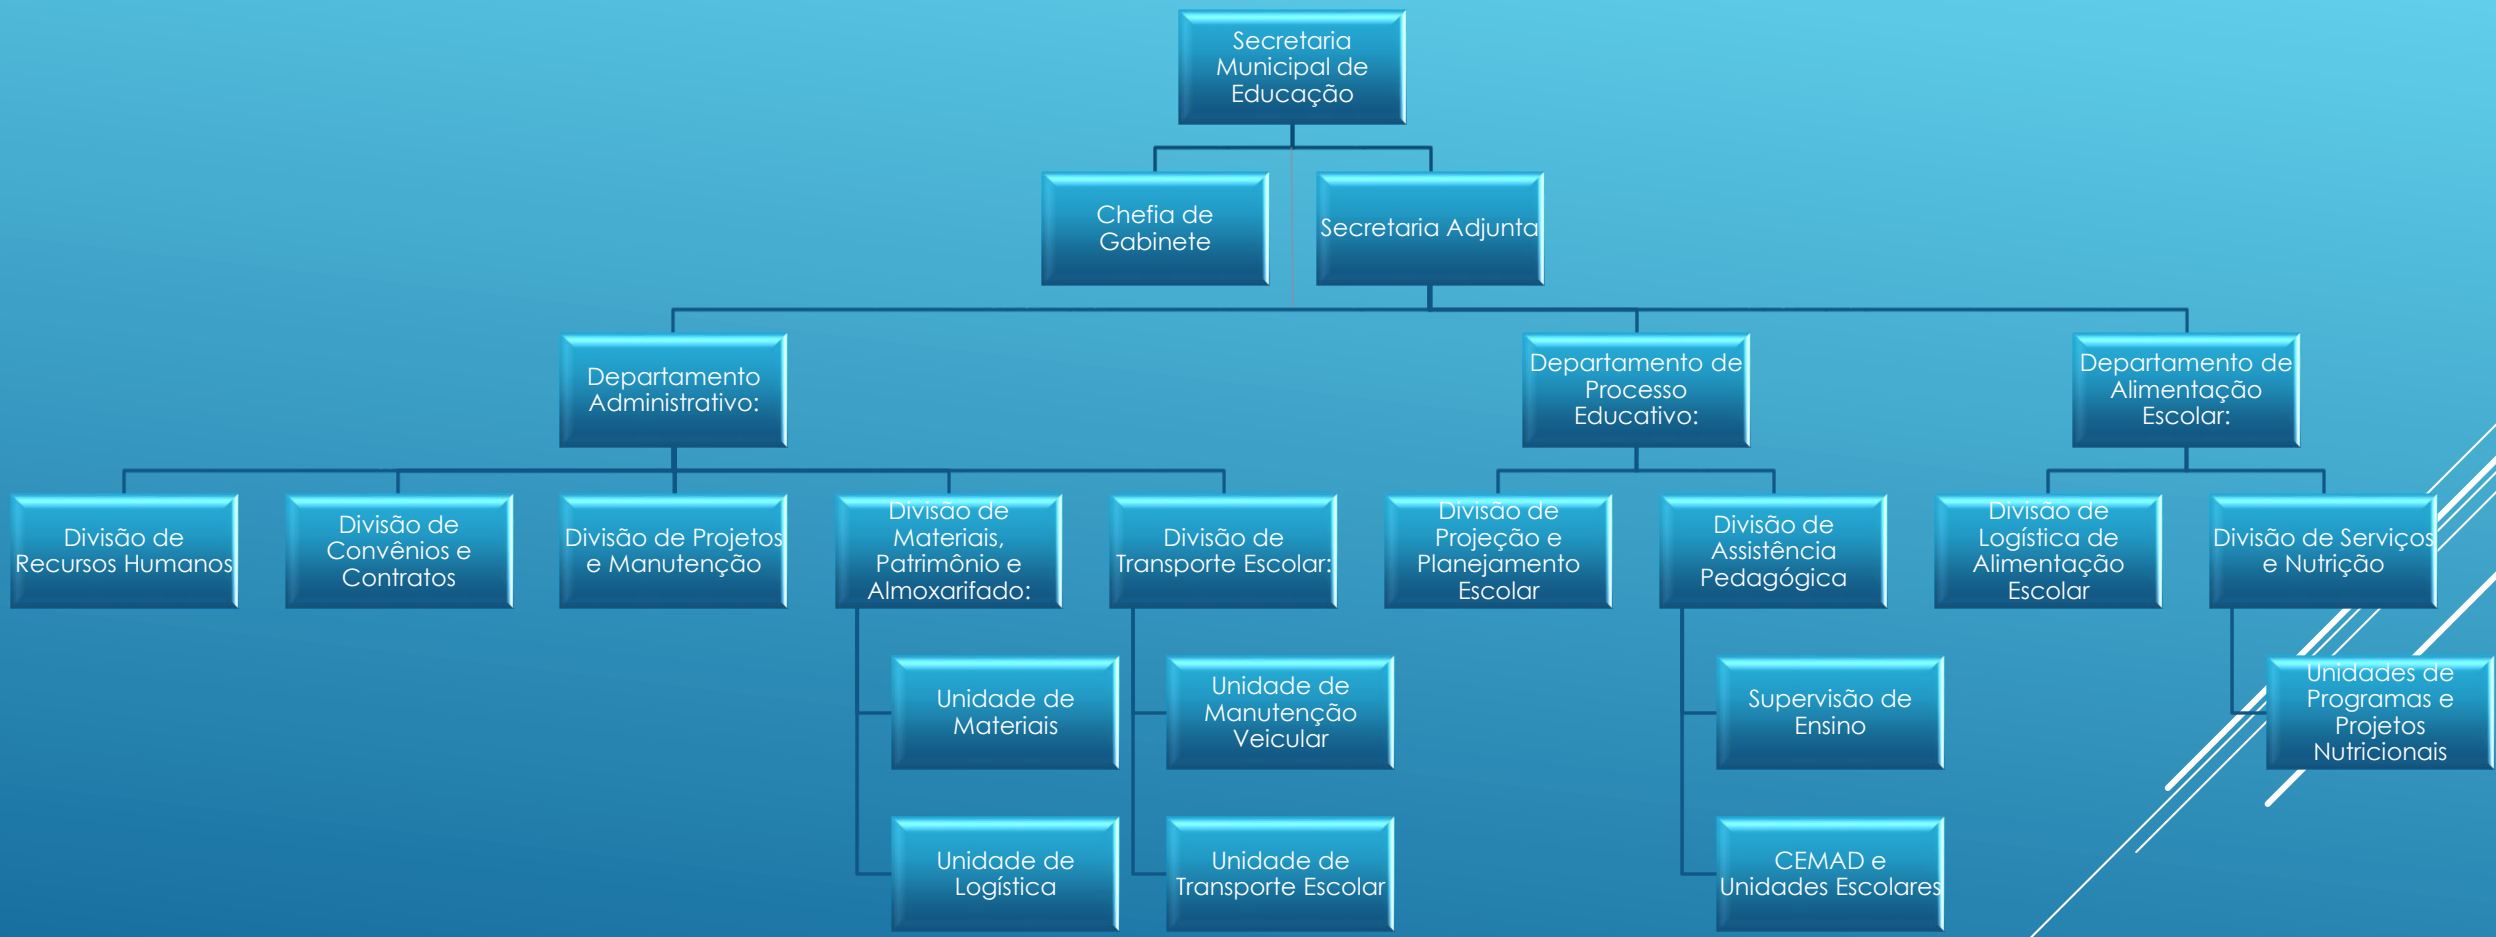 Secretaria
Municipal de
Educação
Chefia de
Gabinete
Secretaria Adjunta
Departamento
Administrativo:
Departamento de
Processo
Educativo:
Departamento de
Alimentação
Escolar:
Divisão de
Recursos Humanos
Divisão de
Convênios e
Contratos
Divisão de Projetos
e Manutenção
Divisão de
Materiais,
Patrimônio e
Almoxarifado:
Divisão de
Transporte Escolar:
Divisão de
Projeção e
Planejamento
Escolar
Divisão de
Assistência
Pedagógica
Divisão de
Logística de
Alimentação
Escolar
Divisão de Serviços
e Nutrição
Unidade de
Materiais
Unidade de
Manutenção
Veicular
Supervisão de
Ensino
Unidades de
Programas e
Projetos
Nutricionais
Unidade de
Logística
Unidade de
Transporte Escolar
CEMAD e
Unidades Escolares